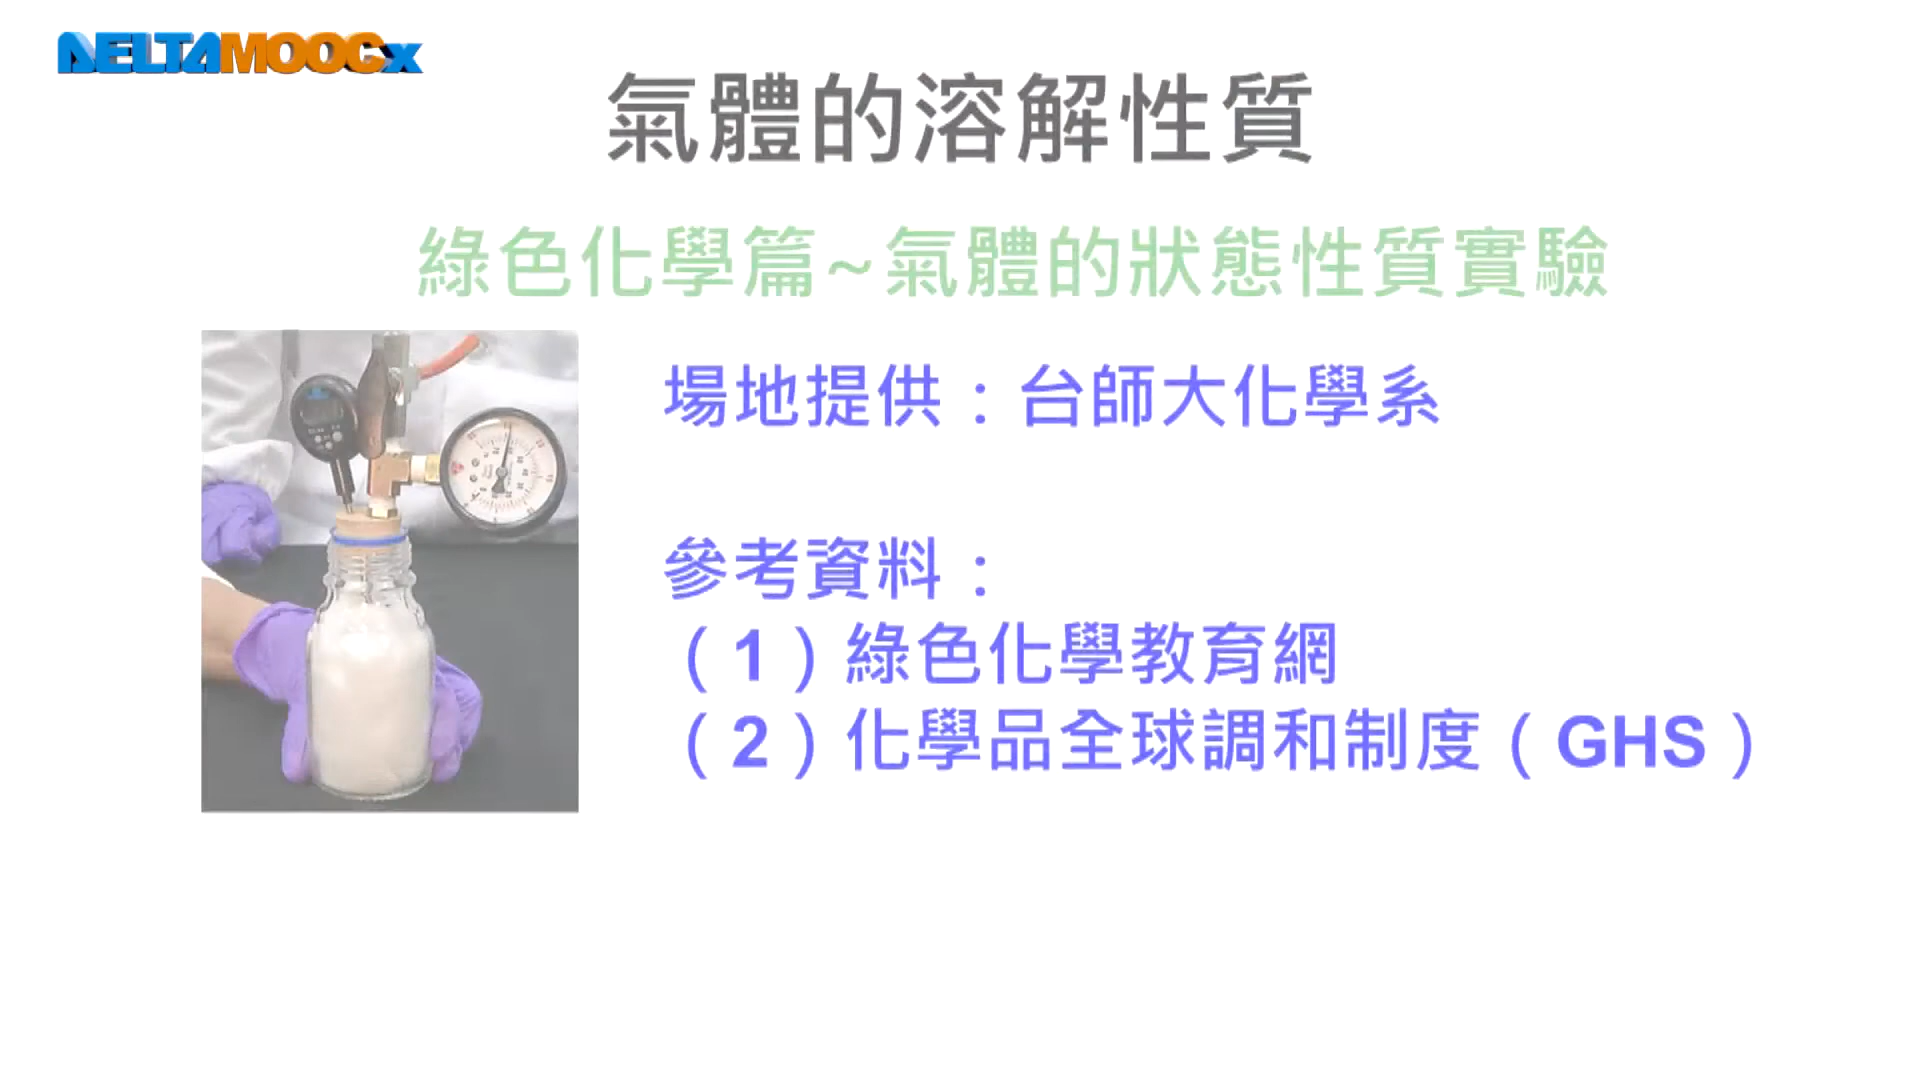 DELTAMOOCx
氣體的溶解性質
綠色化學篇~氣體的狀態性質實驗
場地提供：台師大化學系
參考資料：
（1）綠色化學教育網
（2）化學品全球調和制度（GHS）